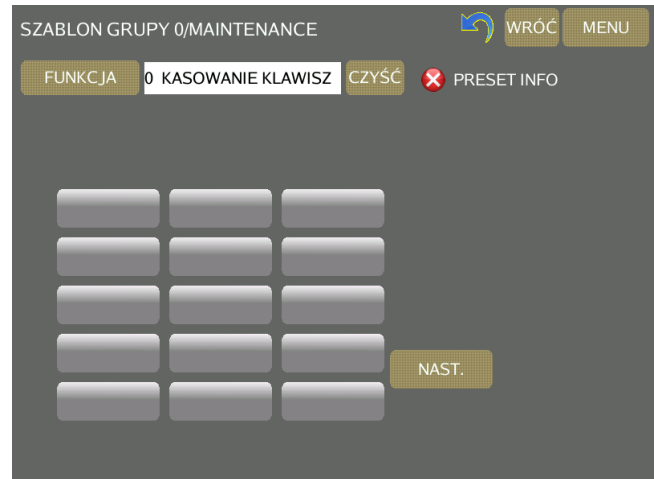 SZABLON GRUPY 0/MAINTENANCE WRÓĆ MENU
FUNKCJA 0 KASOWANIE KLAWISZ CZYŚĆ PRESET INFO
NAST.